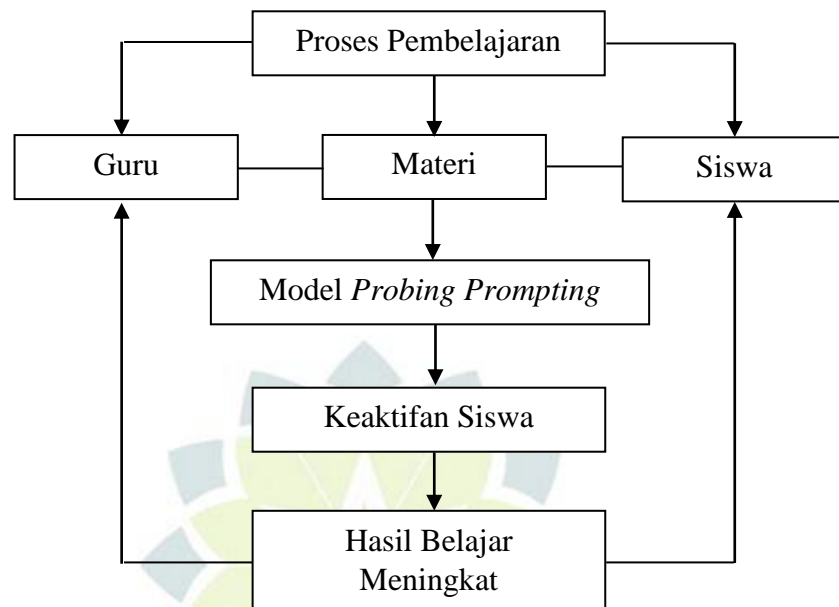 Proses Pembelajaran
Guru
Materi
Siswa
Model Probing Prompting
Keaktifan Siswa
Hasil Belajar
Meningkat